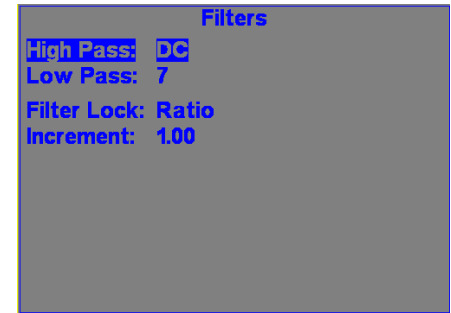 Filters
High Pass: DC
Low Pass: 7
Filter Lock: Ratio
Increment: 1.00